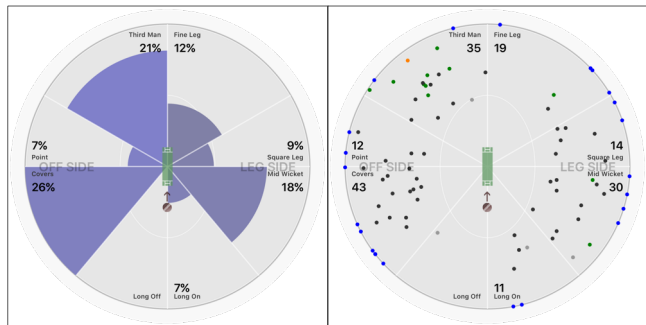 Third Man
21%
Fine Leg
12%
7%
Point
OFF SIDE
Covers
26%
9%
Square Leg
LEG SIDE
Mid Wicket
18%
7%
Long Off
Long On
Third Man
35
Fine Leg
19
12
Point
OFF SIDE
Covers
43
14
Square Leg
LEG SIDE
Mid Wicket
30
11
Long Off
Long On